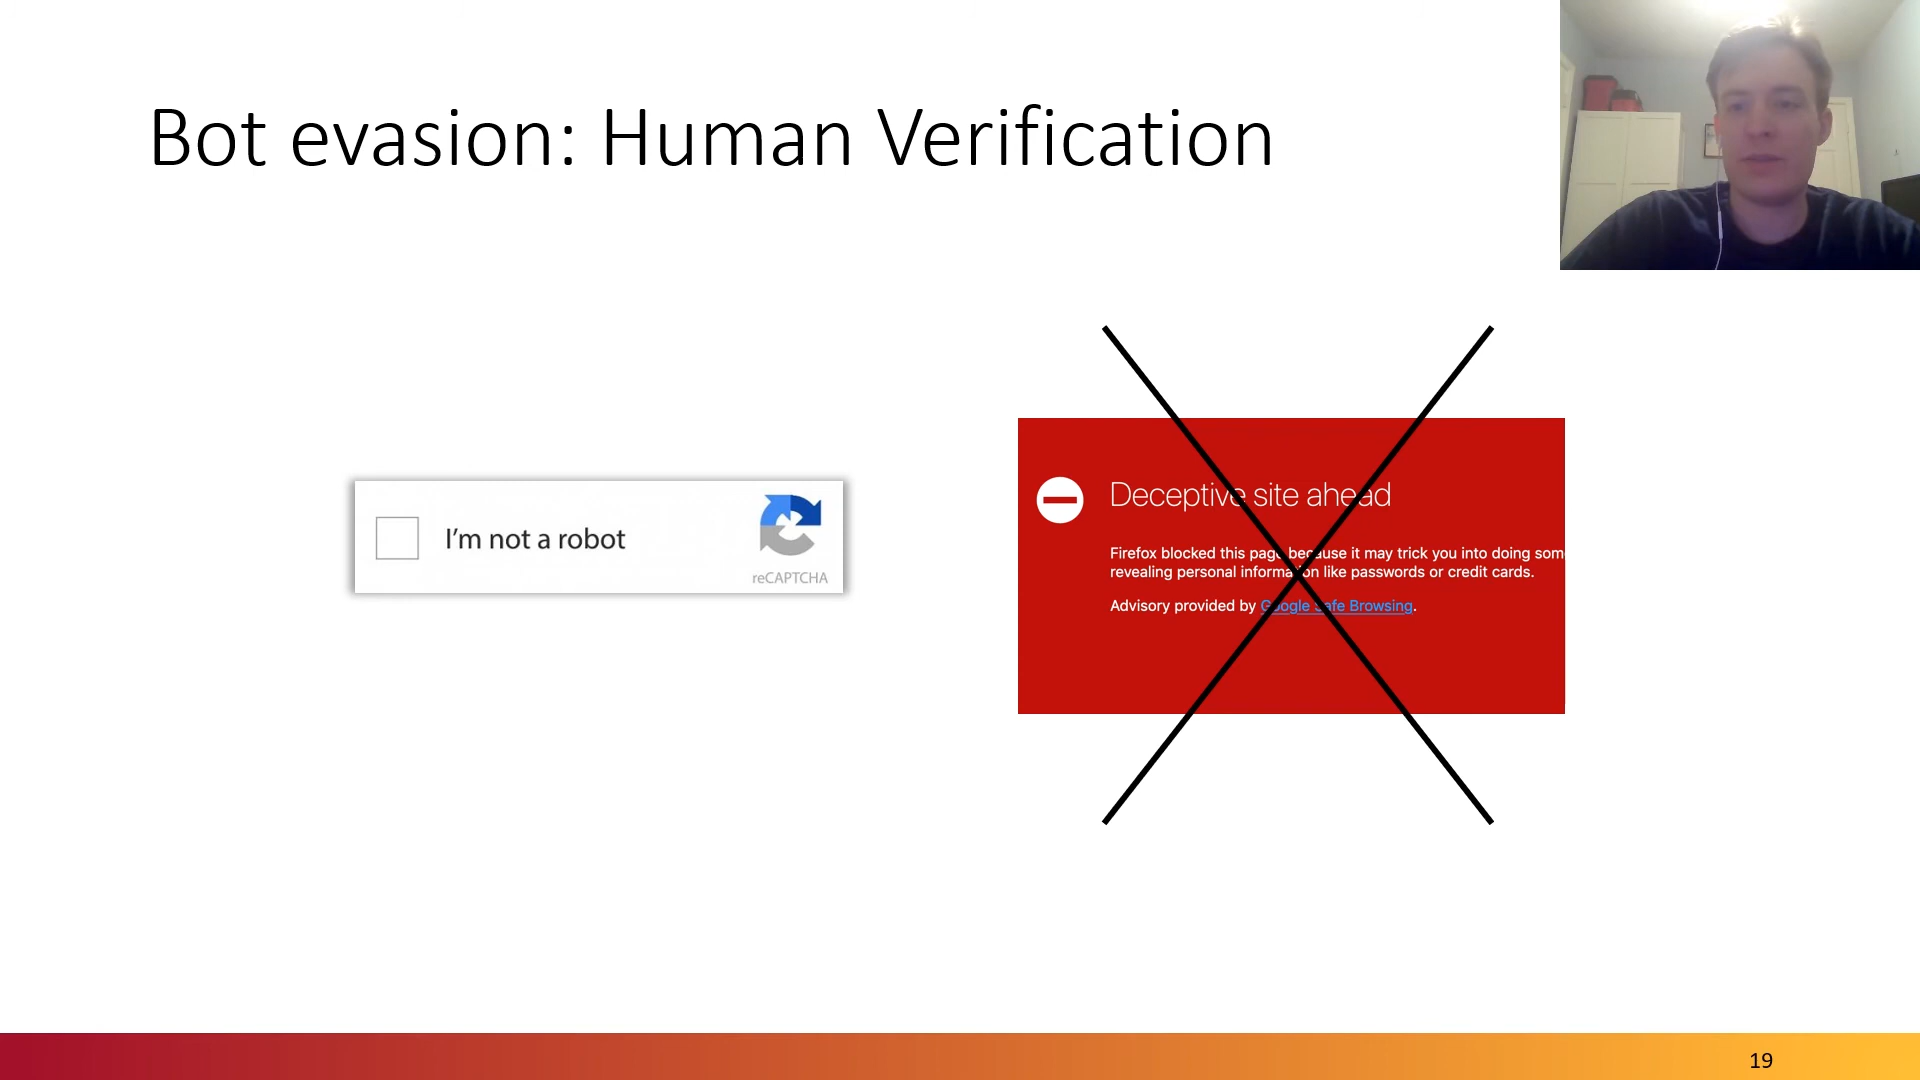 Bot evasion: Human Verification
I'm not a robot
reCAPTCHA
Deceptive site ahead
Firefox blocked this page because it may trick you into doing som
revealing personal information like passwords or credit cards.
Advisory provided by Google Safe Browsing.
19